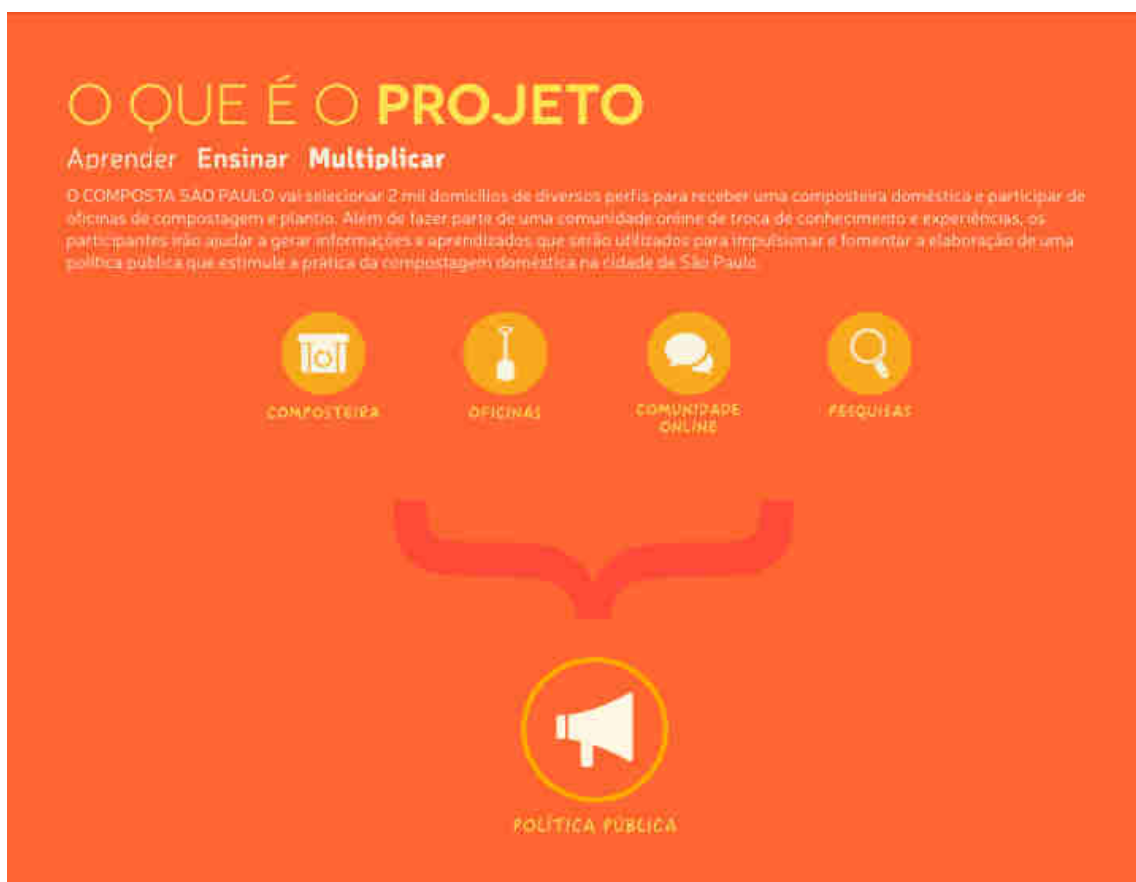 O QUE É O PROJETO
Aprender Ensinar Multiplicar
O COMPOSTA SÃO PAULO vai selecionar 2 mil domicílios de diversos perfis para receber uma composteira doméstica e participar de
oficinas de compostagem e plantio. Além de fazer parte de uma comunidade online de troca de conhecimento e experiências, os
participantes irão ajudar a gerar informações e aprendizados que serão utilizados para impulsionar e fomentar a elaboração de uma
política pública que estimule a prática da compostagem doméstica na cidade de São Paulo.
COMPOSTEIRA
OFICINAS
COMUNIDADE
ONLINE
PESQUISAS
POLÍTICA PÚBLICA